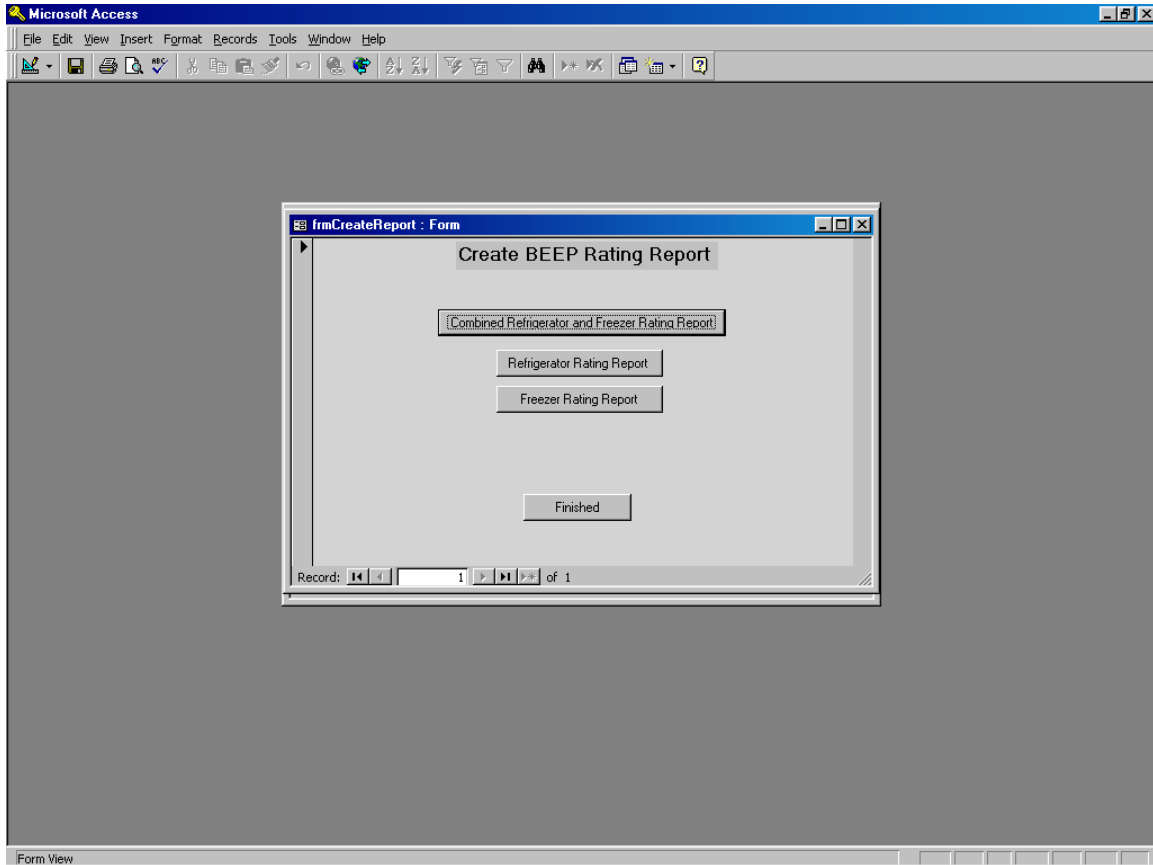 Microsoft Access
File Edit View Insert Format Records Tools Window Help
frmCreateReport : Form
Create BEEP Rating Report
Combined Refrigerator and Freezer Rating Report
Refrigerator Rating Report
Freezer Rating Report
Finished
Record: 1 of 1
Form View